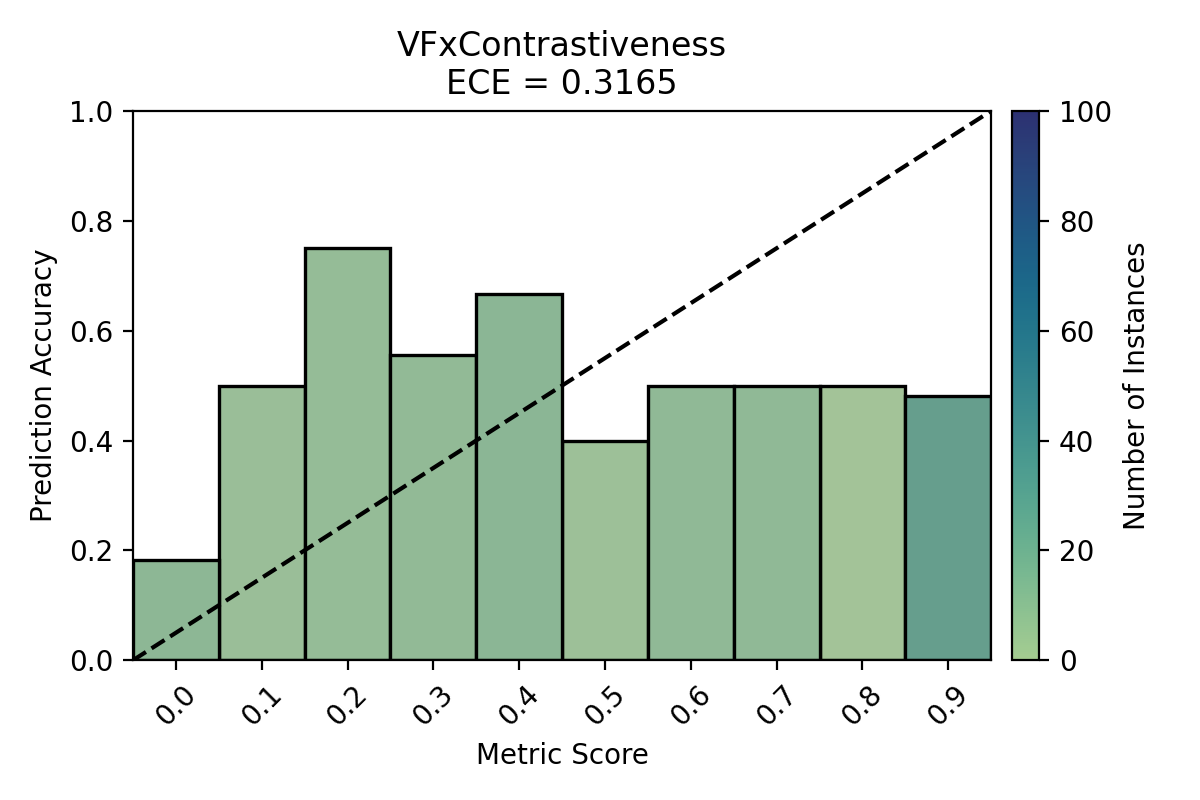 VFxContrastiveness
ECE = 0.3165
Prediction Accuracy
1.0
0.8
0.6
0.4
0.2
0.0
0.0 0.1 0.2 0.3 0.4 0.5 0.6 0.7 0.8 0.9
Metric Score
100
80
60
40
20
0
Number of Instances